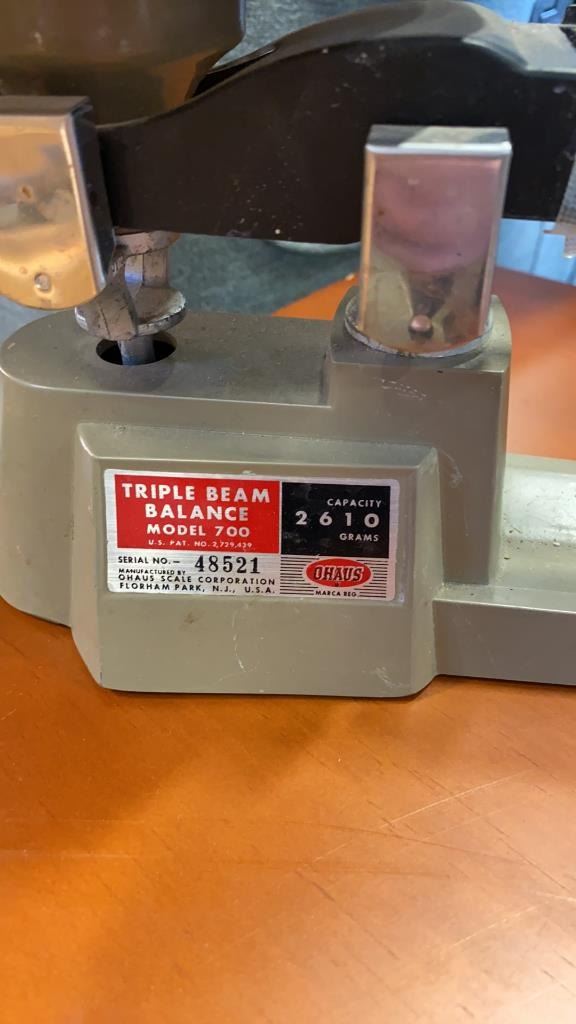 TRIPLE BEAM
BALANCE
MODEL 700
U.S. PAT. NO. 2,729,439
CAPACITY
2610
GRAMS
SERIAL NO.- 48521
MANUFACTURED BY
OHAUS SCALE CORPORATION
FLORHAM PARK, N.J., U.S.A.
OHAUS
MARCA REG